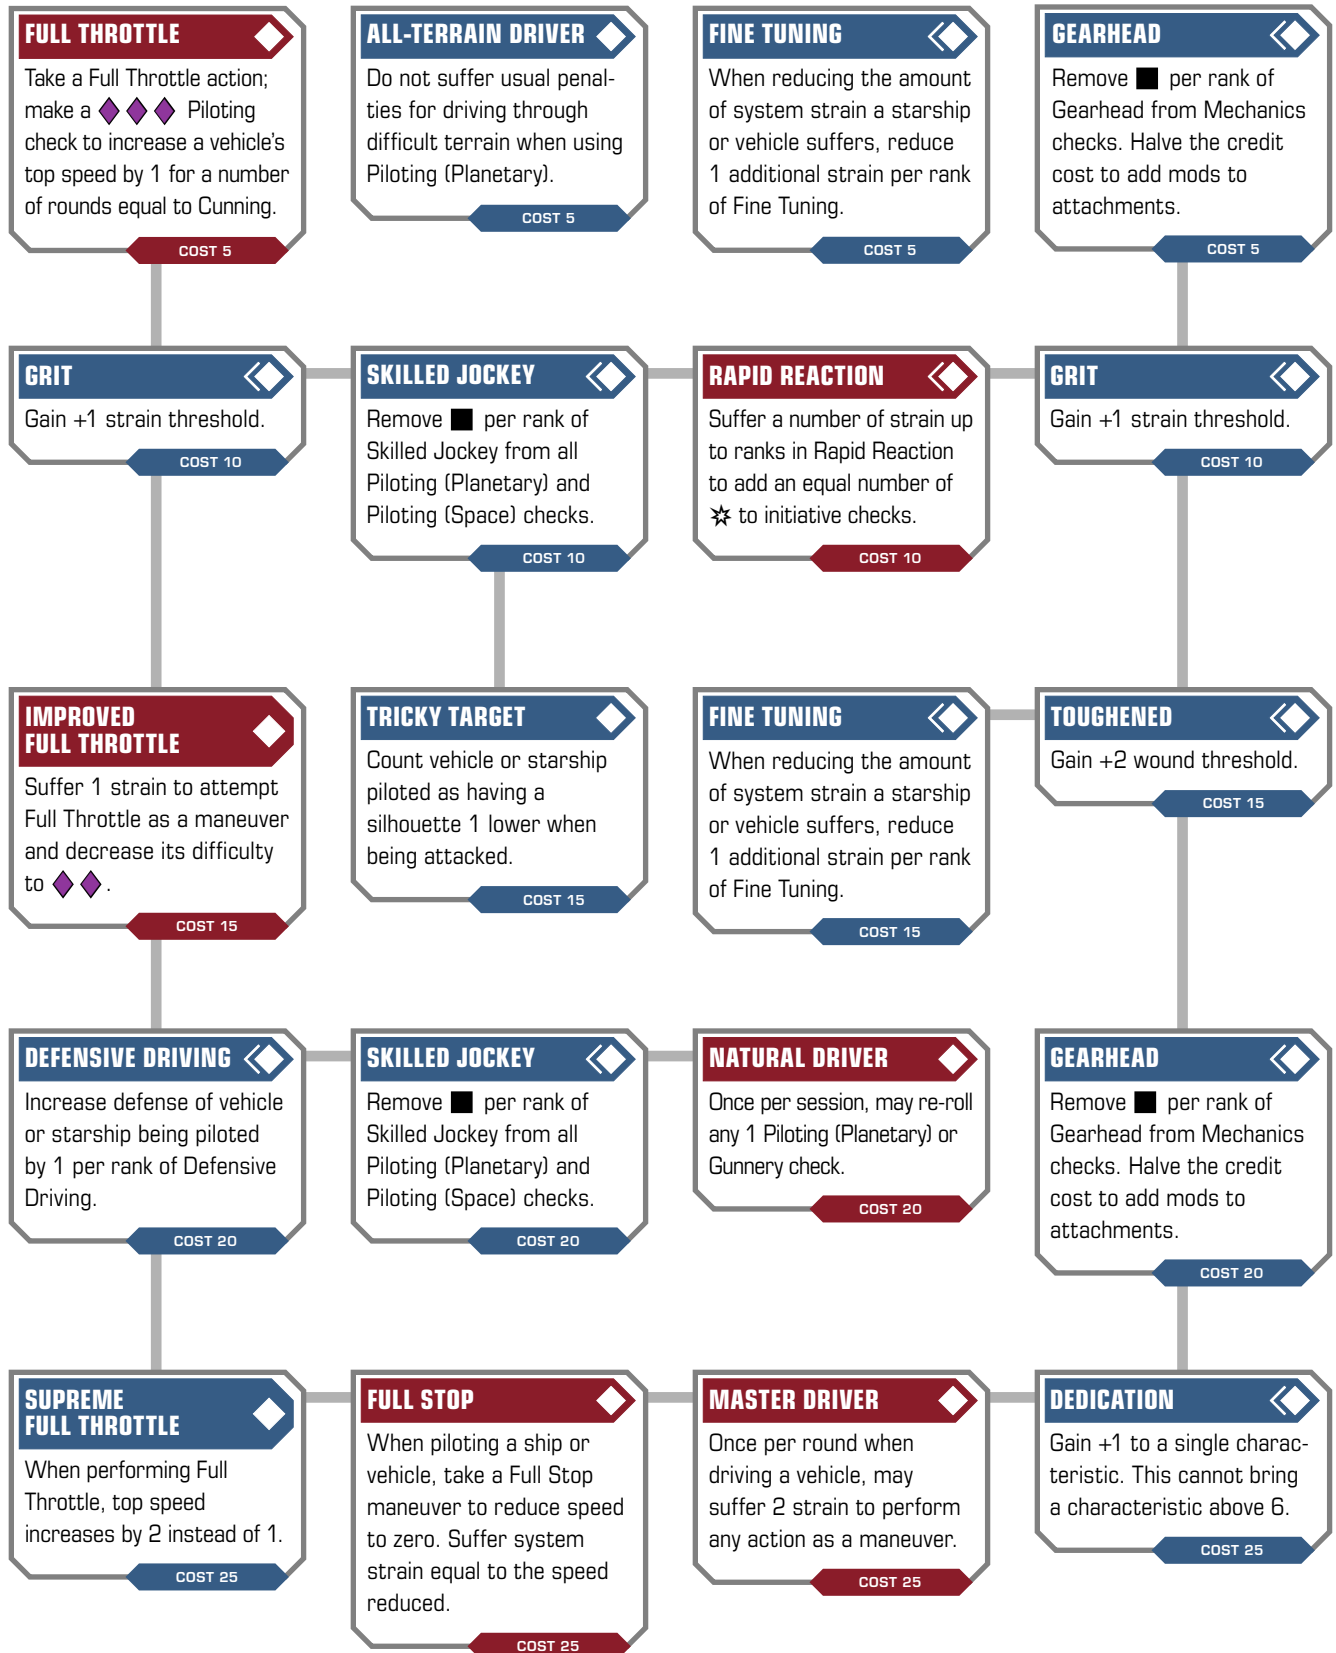 FULL THROTTLE
Take a Full Throttle action;
make a Piloting
check to increase a vehicle's
top speed by 1 for a number
of rounds equal to Cunning.
COST 5
ALL-TERRAIN DRIVER
Do not suffer usual penal-
ties for driving through
difficult terrain when using
Piloting (Planetary).
COST 5
FINE TUNING
When reducing the amount
of system strain a starship
or vehicle suffers, reduce
1 additional strain per rank
of Fine Tuning.
COST 5
GEARHEAD
Remove per rank of
Gearhead from Mechanics
checks. Halve the credit
cost to add mods to
attachments.
COST 5
GRIT
Gain +1 strain threshold.
COST 10
SKILLED JOCKEY
Remove per rank of
Skilled Jockey from all
Piloting (Planetary) and
Piloting (Space) checks.
COST 10
RAPID REACTION
Suffer a number of strain up
to ranks in Rapid Reaction
to add an equal number of
to initiative checks.
COST 10
GRIT
Gain +1 strain threshold.
COST 10
IMPROVED
FULL THROTTLE
Suffer 1 strain to attempt
Full Throttle as a maneuver
and decrease its difficulty
to .
COST 15
TRICKY TARGET
Count vehicle or starship
piloted as having a
silhouette 1 lower when
being attacked.
COST 15
FINE TUNING
When reducing the amount
of system strain a starship
or vehicle suffers, reduce
1 additional strain per rank
of Fine Tuning.
COST 15
TOUGHENED
Gain +2 wound threshold.
COST 15
DEFENSIVE DRIVING
Increase defense of vehicle
or starship being piloted
by 1 per rank of Defensive
Driving.
COST 20
SKILLED JOCKEY
Remove per rank of
Skilled Jockey from all
Piloting (Planetary) and
Piloting (Space) checks.
COST 20
NATURAL DRIVER
Once per session, may re-roll
any 1 Piloting (Planetary) or
Gunnery check.
COST 20
GEARHEAD
Remove per rank of
Gearhead from Mechanics
checks. Halve the credit
cost to add mods to
attachments.
COST 20
SUPREME
FULL THROTTLE
When performing Full
Throttle, top speed
increases by 2 instead of 1.
COST 25
FULL STOP
When piloting a ship or
vehicle, take a Full Stop
maneuver to reduce speed
to zero. Suffer system
strain equal to the speed
reduced.
COST 25
MASTER DRIVER
Once per round when
driving a vehicle, may
suffer 2 strain to perform
any action as a maneuver.
COST 25
DEDICATION
Gain +1 to a single charac-
teristic. This cannot bring
a characteristic above 6.
COST 25